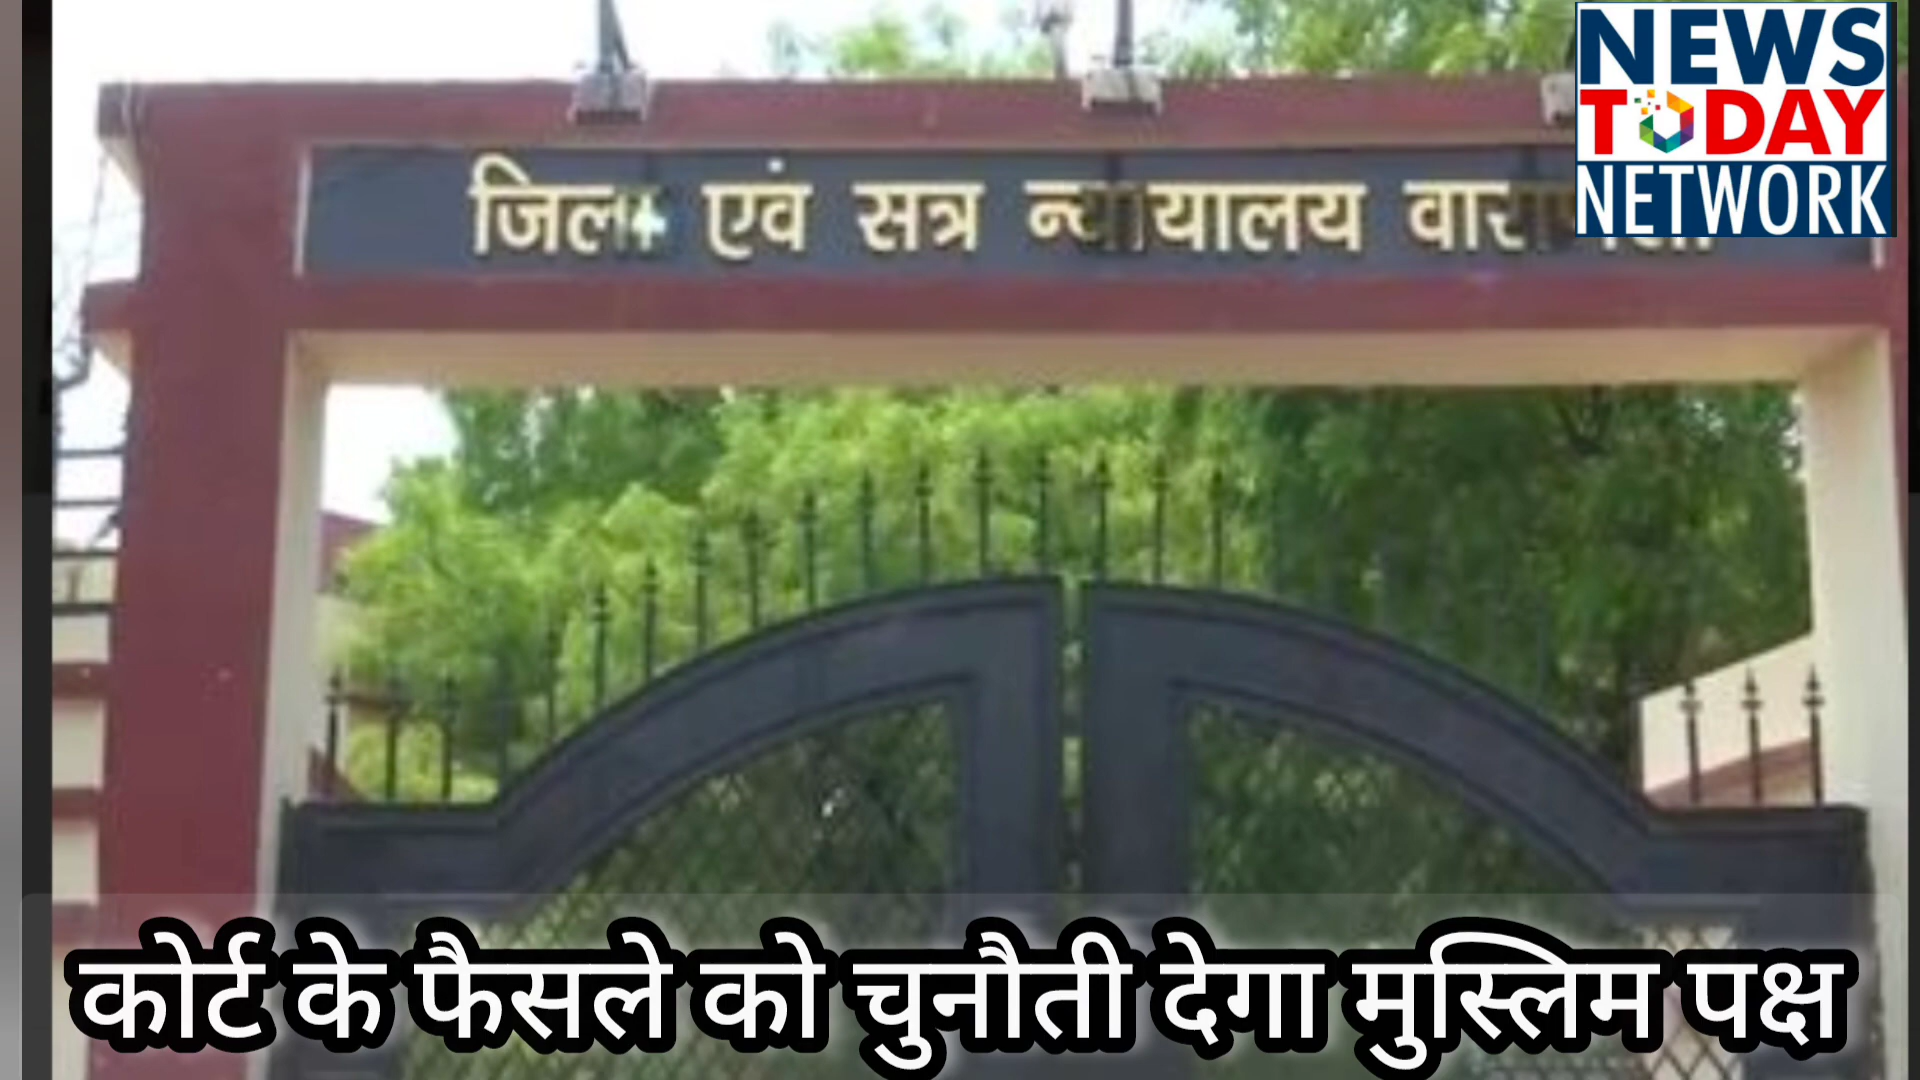 NEWS
TODAY
NETWORK
जिला एवं सत्र न्यायालय
कोर्ट के फैसले को चुनौती देगा मुस्लिम पक्ष